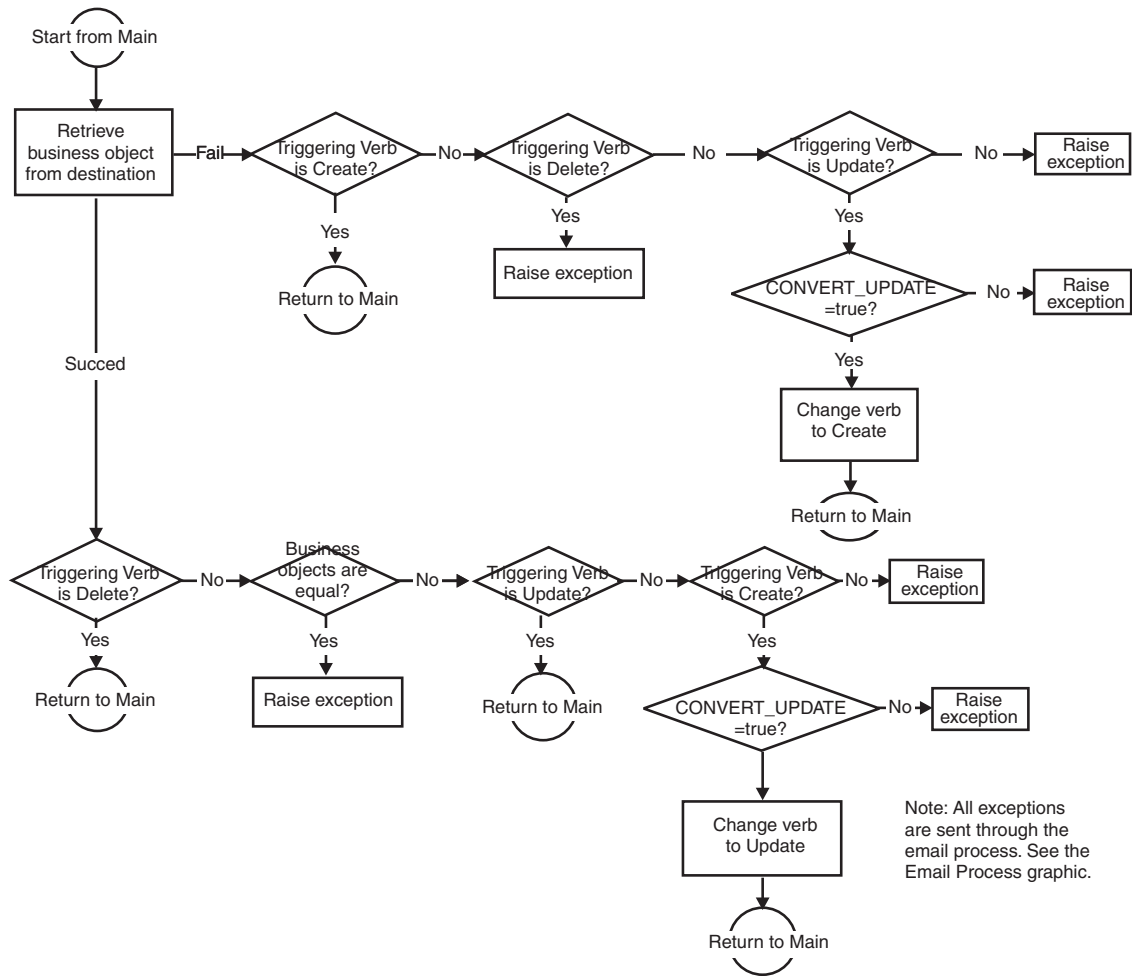 Start from Main
Retrieve
business object
from destination
Fail
Triggering Verb
is Create?
No
Triggering Verb
is Delete?
No
Triggering Verb
is Update?
No
Raise
exception
Yes
Return to Main
Yes
Raise exception
Yes
CONVERT_UPDATE
=true?
No
Raise
exception
Yes
Change verb
to Create
Return to Main
Succed
Triggering Verb
is Delete?
No
Business
objects are
equal?
No
Triggering Verb
is Update?
No
Triggering Verb
is Create?
No
Raise
exception
Yes
Return to Main
Yes
Raise exception
Yes
Return to Main
Yes
CONVERT_UPDATE
=true?
No
Raise
exception
Change verb
to Update
Return to Main
Note: All exceptions
are sent through the
email process. See the
Email Process graphic.